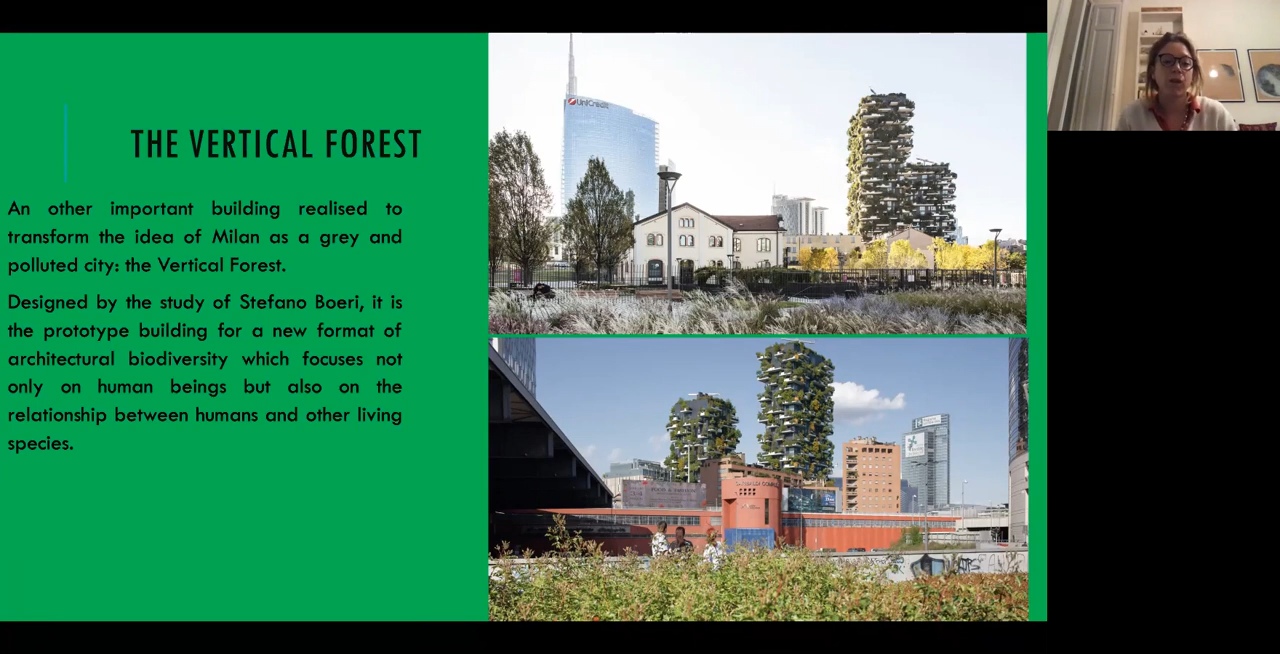 THE VERTICAL FOREST
An other important building realised to
transform the idea of Milan as a grey and
polluted city: the Vertical Forest.
Designed by the study of Stefano Boeri, it is
the prototype building for a new format of
architectural biodiversity which focuses not
only on human beings but also on the
relationship between humans and other living
species.
UniCredit